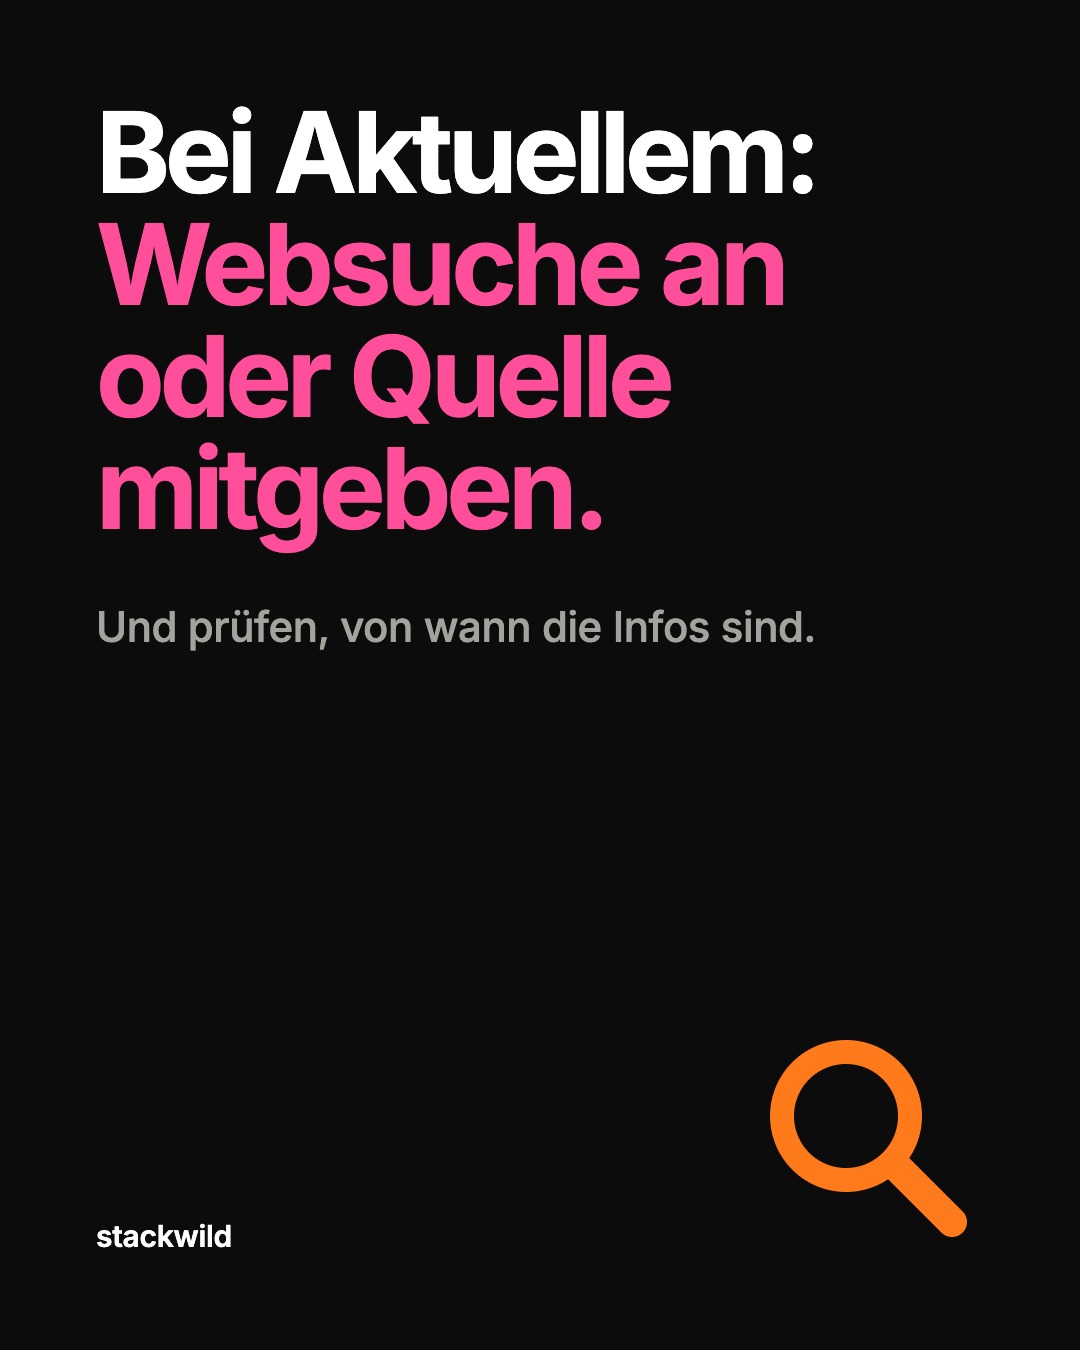 Bei Aktuellem:
Websuche an
oder Quelle
mitgeben.
Und prüfen, von wann die Infos sind.
stackwild